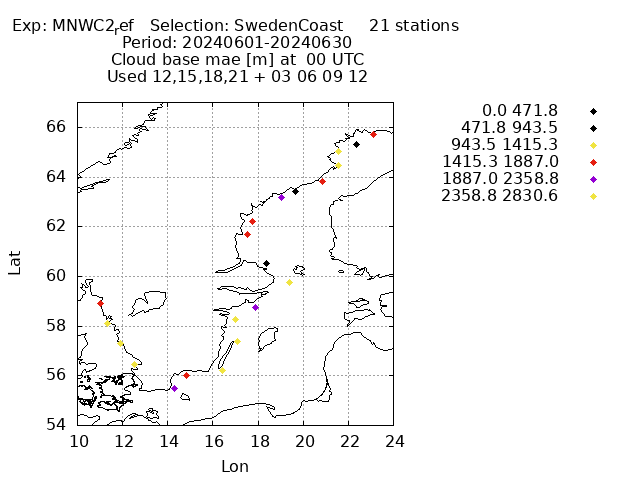 Exp: MNWC2ref Selection: SwedenCoast 21 stations
Period: 20240601-20240630
Cloud base mae [m] at 00 UTC
Used 12,15,18,21 + 03 06 09 12
0.0 471.8
471.8 943.5
943.5 1415.3
1415.3 1887.0
1887.0 2358.8
2358.8 2830.6
66
64
62
60
58
56
54
Lat
10 12 14 16 18 20 22 24
Lon